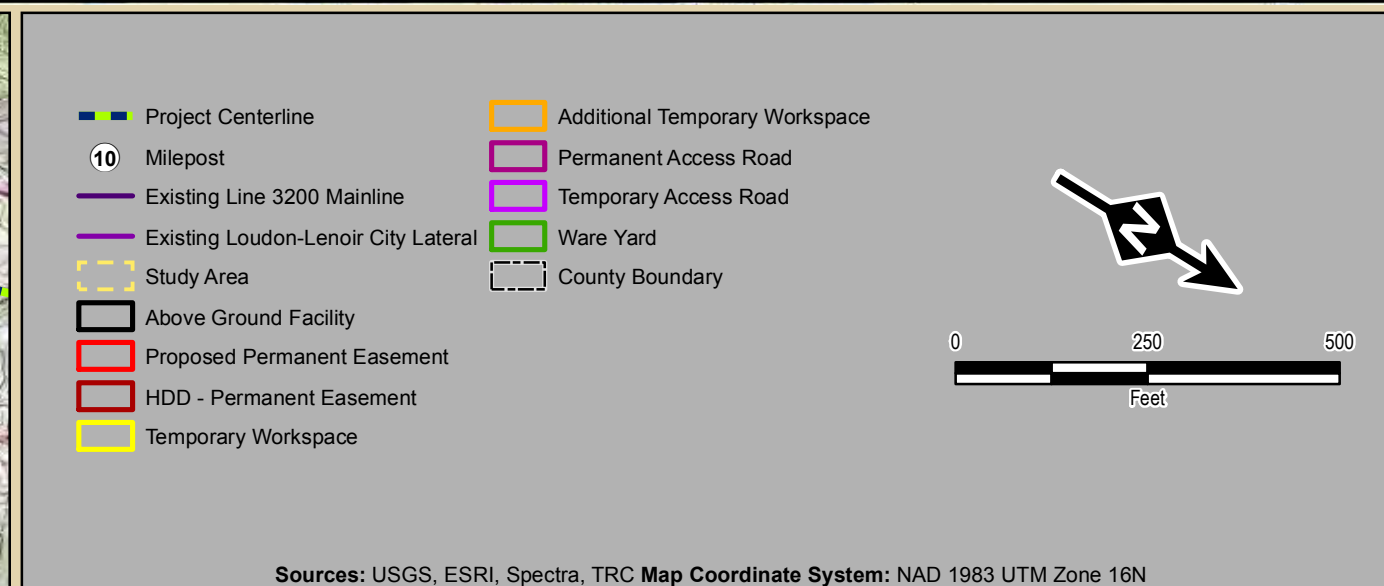 Project Centerline
10 Milepost
Existing Line 3200 Mainline
Existing Loudon-Lenoir City Lateral
Study Area
Above Ground Facility
Proposed Permanent Easement
HDD - Permanent Easement
Temporary Workspace
Additional Temporary Workspace
Permanent Access Road
Temporary Access Road
Ware Yard
County Boundary
N
0 250 500
Feet
Sources: USGS, ESRI, Spectra, TRC Map Coordinate System: NAD 1983 UTM Zone 16N